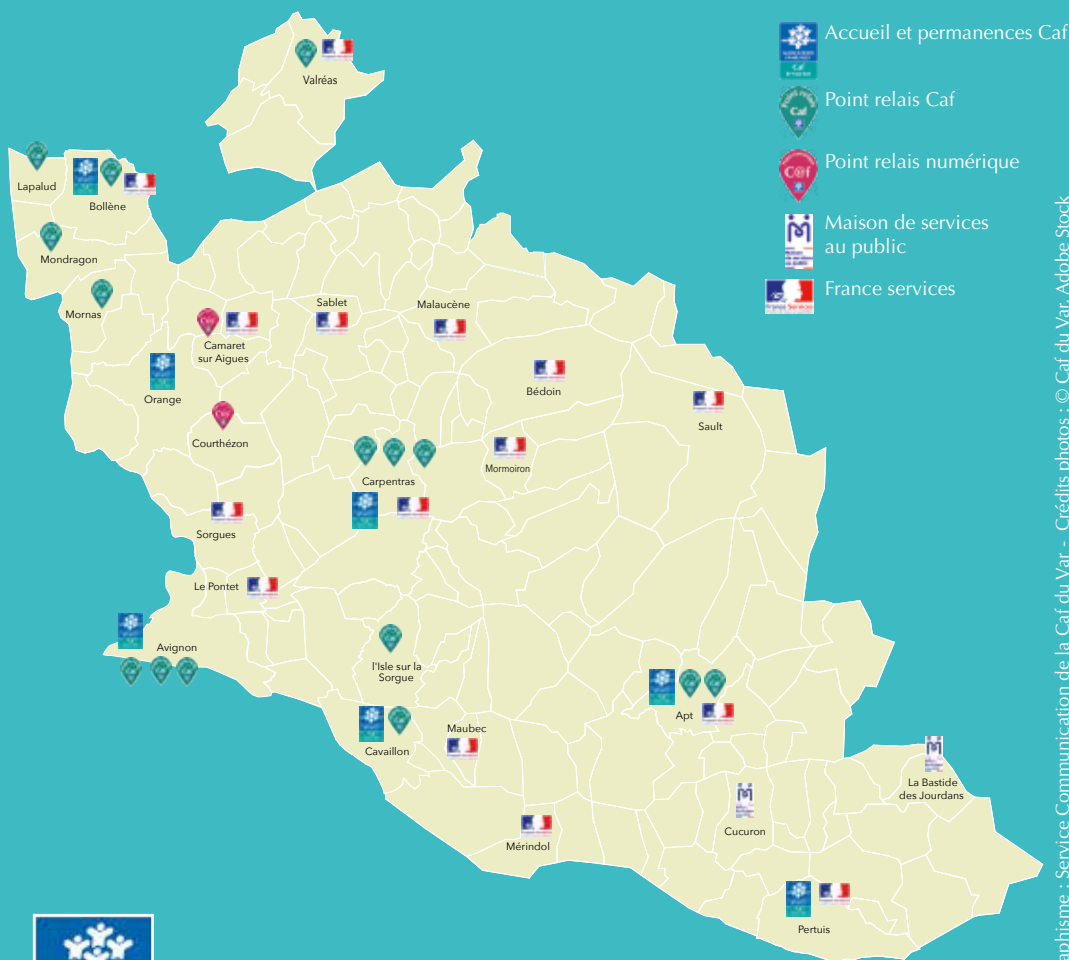 Accueil et permanences Caf
Point relais Caf
Point relais numérique
Maison de services
au public
France services
Valréas
Lapalud
Bollène
Mondragon
Mornas
Camaret
sur Aigues
Sablet
Malaucène
Orange
Bédoin
Sault
Courthézon
Carpentras
Mormoiron
Sorgues
Le Pontet
Avignon
l'Isle sur la
Sorgue
Cavaillon
Maubec
Apt
La Bastide
des Jourdans
Cucuron
Mérindol
Pertuis
aphisme : Service Communication de la Caf du Var - Crédits photos : © Caf du Var, Adobe Stock